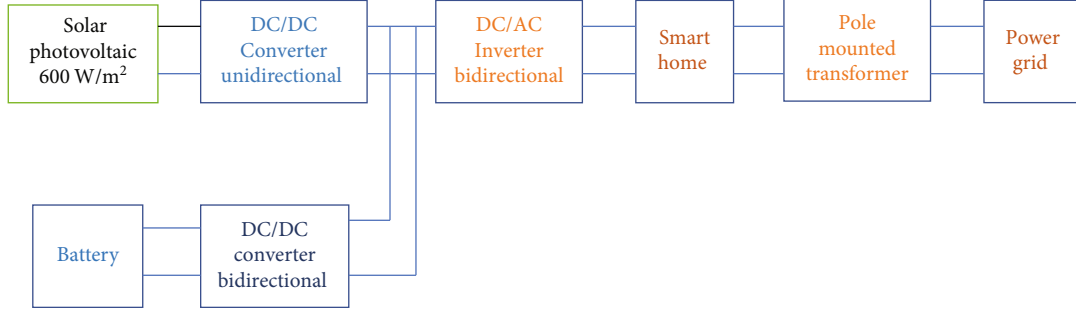 Solar
photovoltaic
600 W/m²
DC/DC
Converter
unidirectional
DC/AC
Inverter
bidirectional
Smart
home
Pole
mounted
transformer
Power
grid
Battery
DC/DC
converter
bidirectional